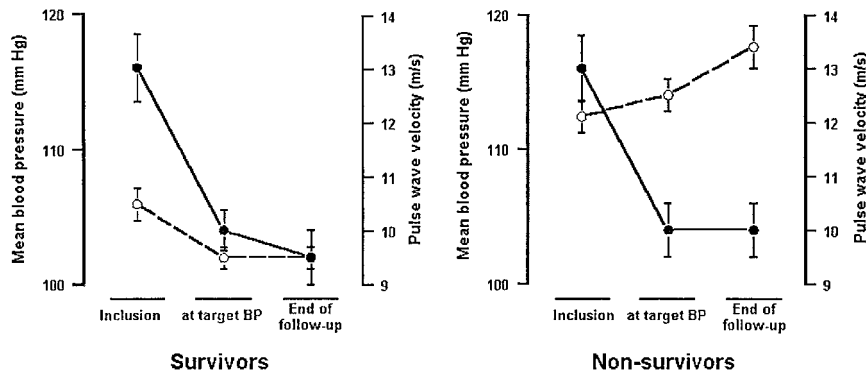 120
110
100
Mean blood pressure (mm Hg)
14
13
12
11
10
9
Pulse wave velocity (m/s)
Inclusion
at target BP
End of
follow-up
Survivors
120
110
100
Mean blood pressure (mm Hg)
14
13
12
11
10
9
Pulse wave velocity (m/s)
Inclusion
at target BP
End of
follow-up
Non-survivors